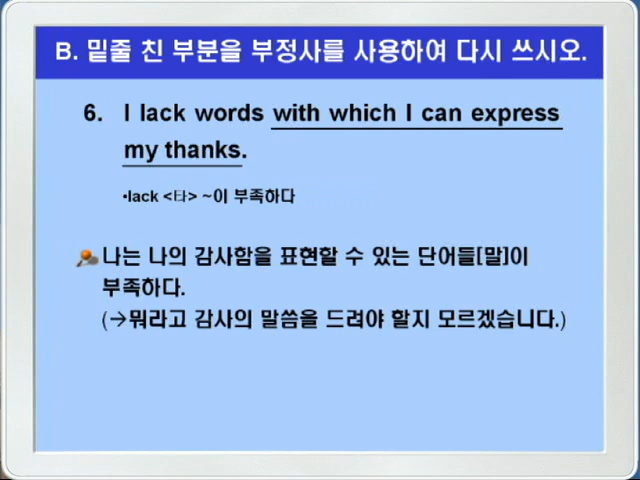 B. 밑줄 친 부분을 부정사를 사용하여 다시 쓰시오.
6. I lack words with which I can express
my thanks.
•lack <타> ~이 부족하다
나는 나의 감사함을 표현할 수 있는 단어들[말]이
부족하다.
(→뭐라고 감사의 말씀을 드려야 할지 모르겠습니다.)